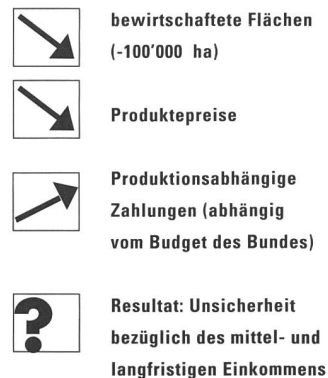 bewirtschaftete Flächen
(-100'000 ha)
Produktepreise
Produktionsabhängige
Zahlungen (abhängig
vom Budget des Bundes)
?
Resultat: Unsicherheit
bezüglich des mittel- und
langfristigen Einkommens